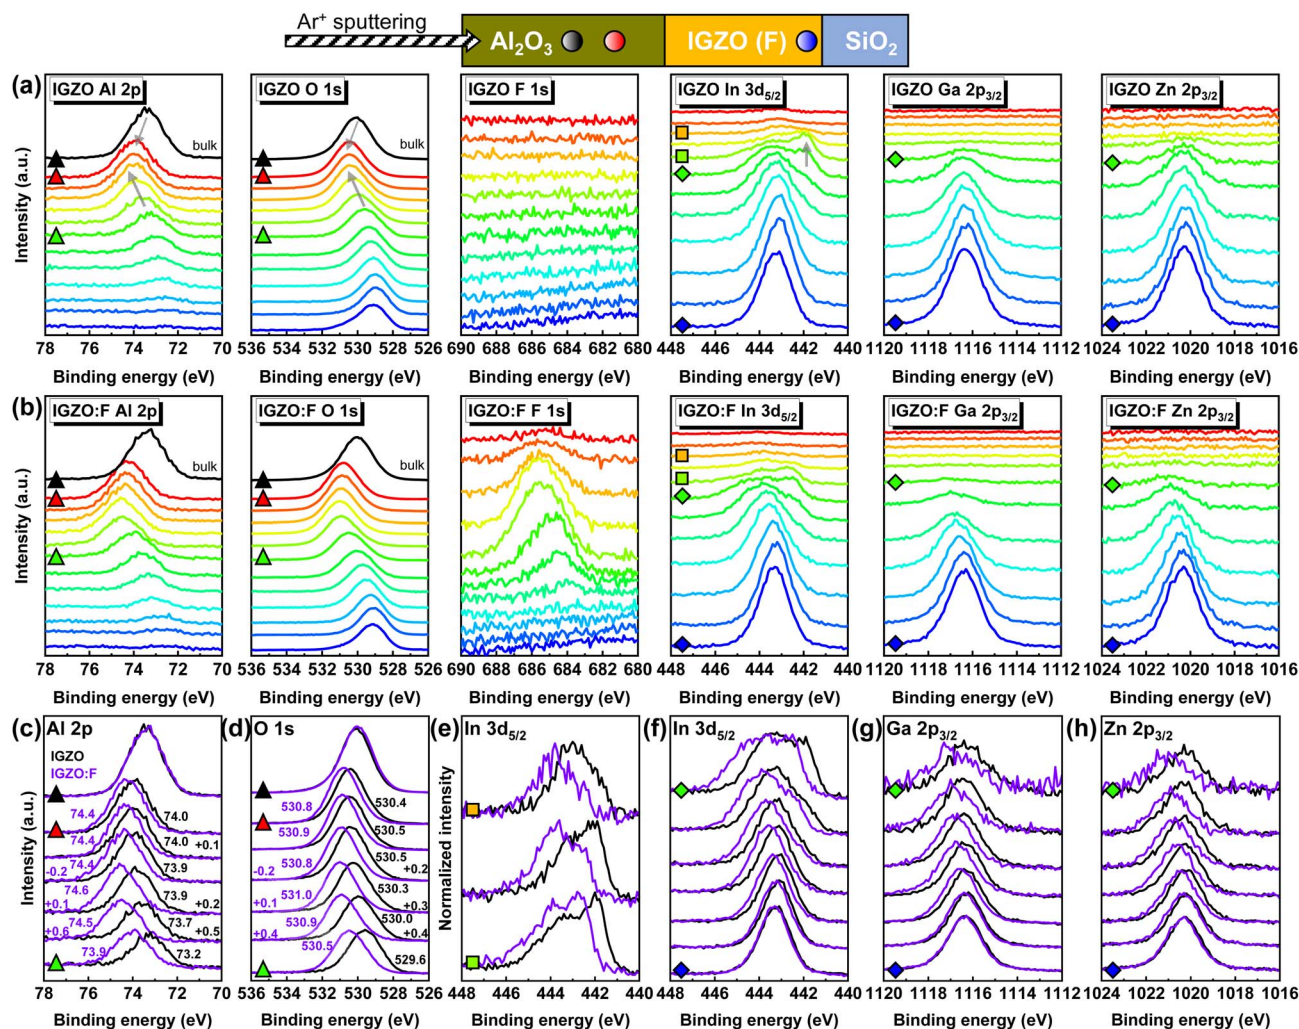 Ar⁺ sputtering
Al₂O₃
IGZO (F)
SiO₂
(a)
IGZO Al 2p
IGZO O 1s
IGZO F 1s
IGZO In 3d₅/₂
IGZO Ga 2p₃/₂
IGZO Zn 2p₃/₂
bulk
bulk
Intensity (a.u.)
78 76 74 72 70
536 534 532 530 528 526
690 688 686 684 682 680
448 446 444 442 440
1120 1118 1116 1114 1112
1024 1022 1020 1018 1016
Binding energy (eV)
Binding energy (eV)
Binding energy (eV)
Binding energy (eV)
Binding energy (eV)
Binding energy (eV)
(b)
IGZO:F Al 2p
IGZO:F O 1s
IGZO:F F 1s
IGZO:F In 3d₅/₂
IGZO:F Ga 2p₃/₂
IGZO:F Zn 2p₃/₂
bulk
bulk
Intensity (a.u.)
78 76 74 72 70
536 534 532 530 528 526
690 688 686 684 682 680
448 446 444 442 440
1120 1118 1116 1114 1112
1024 1022 1020 1018 1016
Binding energy (eV)
Binding energy (eV)
Binding energy (eV)
Binding energy (eV)
Binding energy (eV)
Binding energy (eV)
(c) Al 2p
IGZO
IGZO:F
74.4 74.0
74.4 74.0 +0.1
-0.2 74.4 73.9
+0.1 74.6 73.9 +0.2
+0.6 74.5 73.7 +0.5
73.9 73.2
Intensity (a.u.)
78 76 74 72 70
Binding energy (eV)
(d) O 1s
530.8 530.4
530.9 530.5
-0.2 530.8 530.5 +0.2
+0.1 531.0 530.3 +0.3
+0.4 530.9 530.0 +0.4
530.5 529.6
536 534 532 530 528 526
Binding energy (eV)
(e) In 3d₅/₂
Normalized intensity
448 446 444 442 440
Binding energy (eV)
(f) In 3d₅/₂
448 446 444 442 440
Binding energy (eV)
(g) Ga 2p₃/₂
1120 1118 1116 1114 1112
Binding energy (eV)
(h) Zn 2p₃/₂
1024 1022 1020 1018 1016
Binding energy (eV)